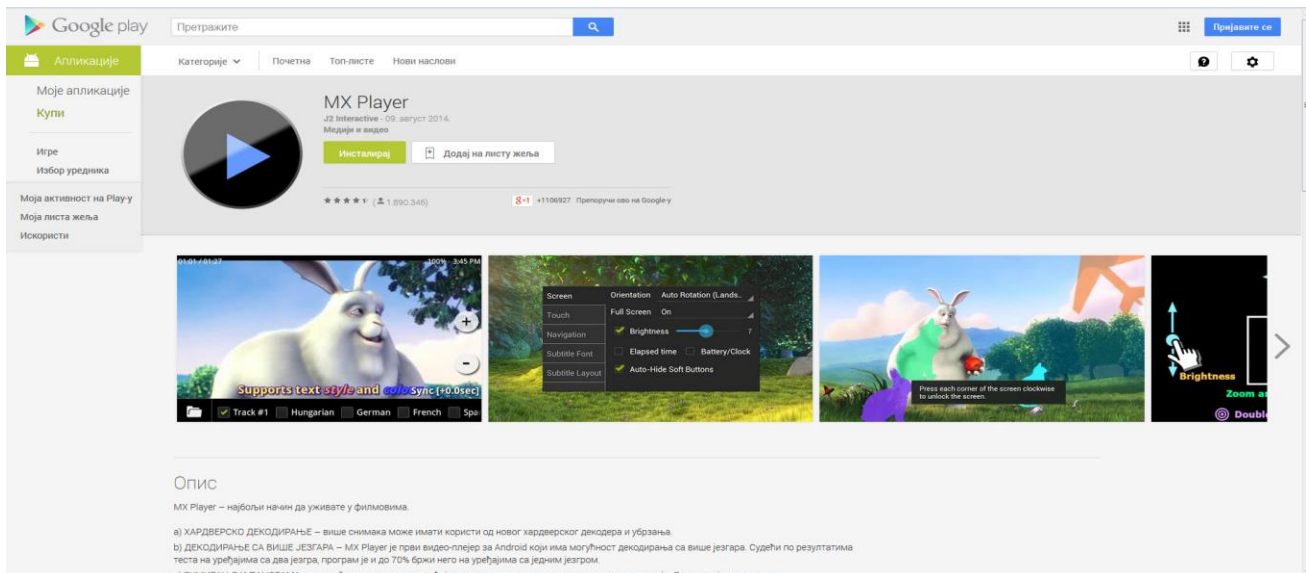 Google play
Претражите
Пријавите се
Апликације
Категорије
Почетна
Топ-листе
Нови наслови
Моје апликације
Купи
Игре
Избор уредника
Моја активност на Play-у
Моја листа жеља
Искористи
MX Player
J2 Interactive - 09. август 2014.
Медији и видео
Инсталирај
Додај на листу жеља
(1.890.346)
g+1 +1106927 Препоручи ово на Google-у
01:01 / 01:27
100% 3:45 PM
+
-
Supports text style and color Sync [+0.0sec]
Track #1 Hungarian German French Spa
Screen
Touch
Navigation
Subtitle Font
Subtitle Layout
Orientation Auto Rotation (Lands..
Full Screen On
Brightness 7
Elapsed time Battery/Clock
Auto-Hide Soft Buttons
Press each corner of the screen clockwise
to unlock the screen.
Brightness
Zoom a
Doubl
Опис
MX Player – најбољи начин да уживате у филмовима.
a) ХАРДВЕРСКО ДЕКОДИРАЊЕ – више снимака може имати користи од новог хардверског декодера и убрзања.
b) ДЕКОДИРАЊЕ СА ВИШЕ ЈЕЗГАРА – MX Player је први видео-плејер за Android који има могућност декодирања са више језгара. Судећи по резултатима
теста на уређајима са два језгра, програм је и до 70% бржи него на уређајима са једним језгром.